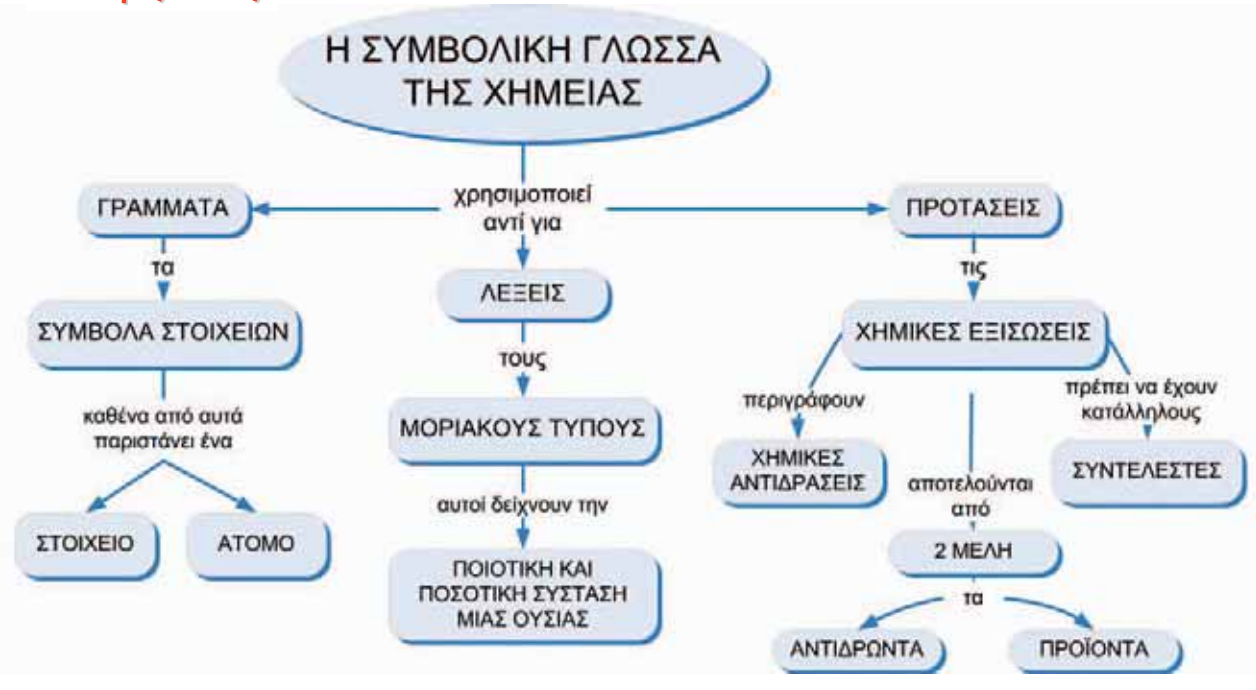 Η ΣΥΜΒΟΛΙΚΗ ΓΛΩΣΣΑ
ΤΗΣ ΧΗΜΕΙΑΣ
χρησιμοποιεί
αντί για
ΓΡΑΜΜΑΤΑ
τα
ΣΥΜΒΟΛΑ ΣΤΟΙΧΕΙΩΝ
καθένα από αυτά
παριστάνει ένα
ΣΤΟΙΧΕΙΟ
ΑΤΟΜΟ
ΛΕΞΕΙΣ
τους
ΜΟΡΙΑΚΟΥΣ ΤΥΠΟΥΣ
αυτοί δείχνουν την
ΠΟΙΟΤΙΚΗ ΚΑΙ
ΠΟΣΟΤΙΚΗ ΣΥΣΤΑΣΗ
ΜΙΑΣ ΟΥΣΙΑΣ
ΠΡΟΤΑΣΕΙΣ
τις
ΧΗΜΙΚΕΣ ΕΞΙΣΩΣΕΙΣ
περιγράφουν
ΧΗΜΙΚΕΣ
ΑΝΤΙΔΡΑΣΕΙΣ
αποτελούνται
από
2 ΜΕΛΗ
τα
ΑΝΤΙΔΡΩΝΤΑ
ΠΡΟΪΟΝΤΑ
πρέπει να έχουν
κατάλληλους
ΣΥΝΤΕΛΕΣΤΕΣ